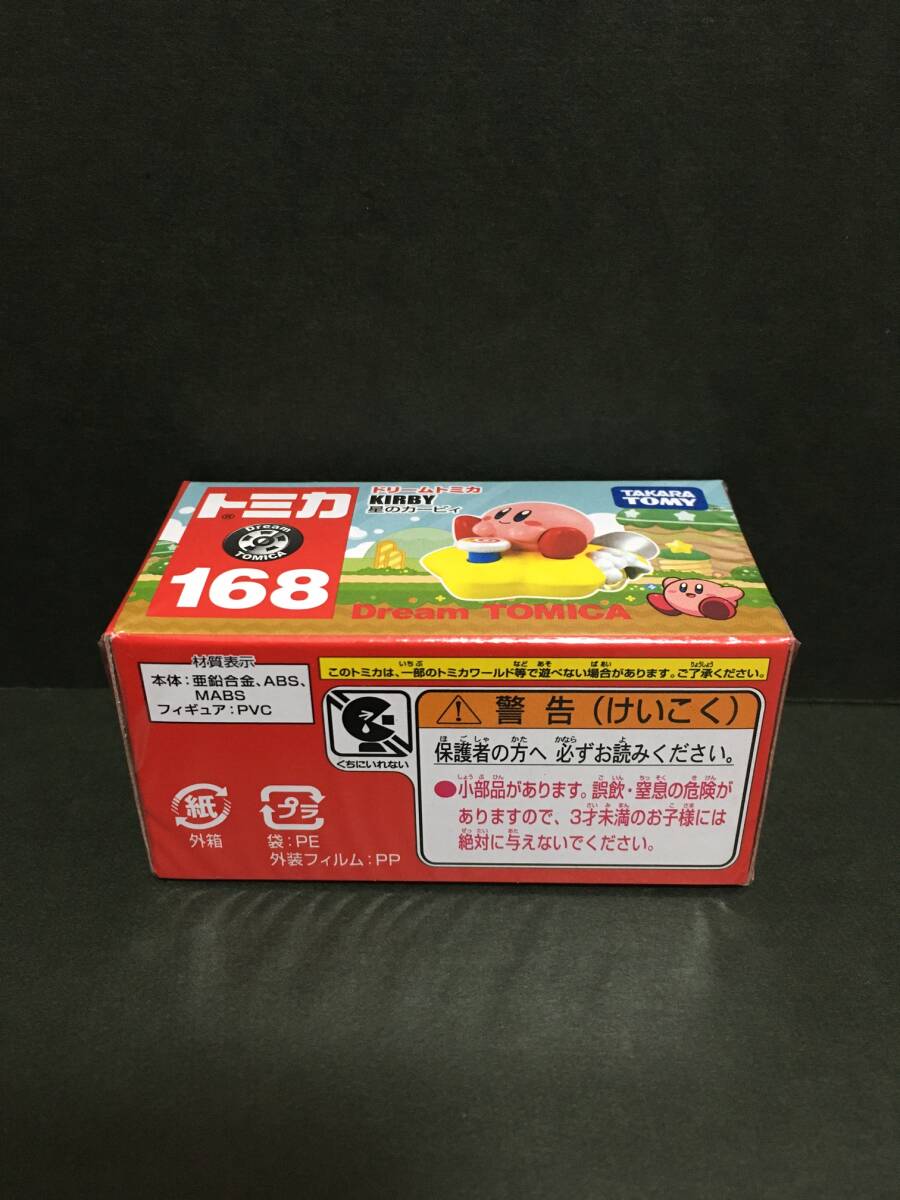 トミカ
®
Dream
TOMICA
168
ドリームトミカ
KIRBY
星のカービィ
TAKARA
TOMY
Dream TOMICA
材質表示
本体:亜鉛合金、ABS、
MABS
フィギュア:PVC
このトミカは、一部のトミカワールド等で遊べない場合があります。ご了承ください。
くちにいれない
警告(けいこく)
保護者の方へ 必ずお読みください。
●小部品があります。誤飲・窒息の危険が
ありますので、3才未満のお子様には
絶対に与えないでください。
紙
外箱
プラ
袋:PE
外装フィルム:PP